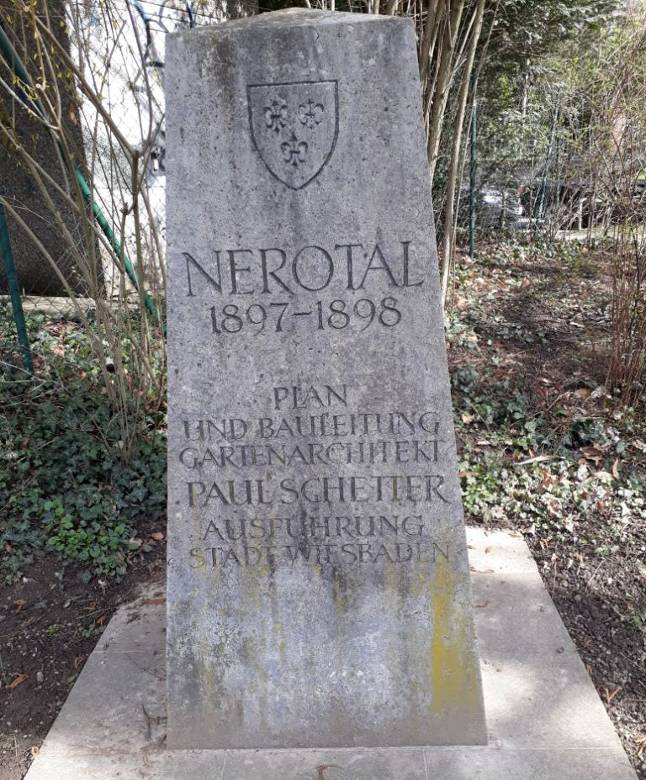 NEROTAL
1897-1898
PLAN
UND BAULEITUNG
GARTENARCHITEKT
PAUL SCHETTER
AUSFÜHRUNG
STADT WIESBADEN